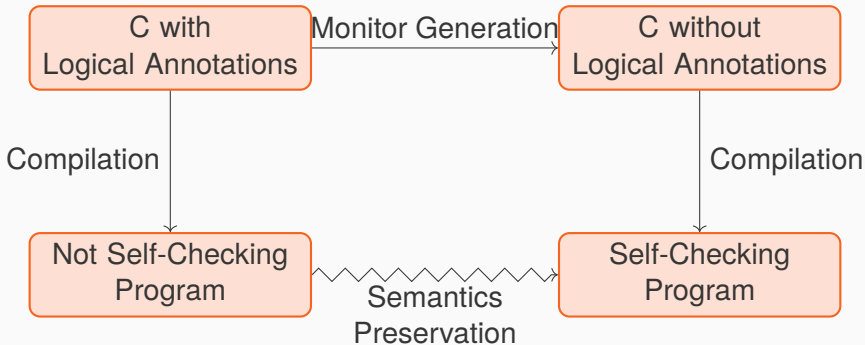 C with
Logical Annotations
Monitor Generation
C without
Logical Annotations
Compilation
Compilation
Not Self-Checking
Program
Semantics
Preservation
Self-Checking
Program